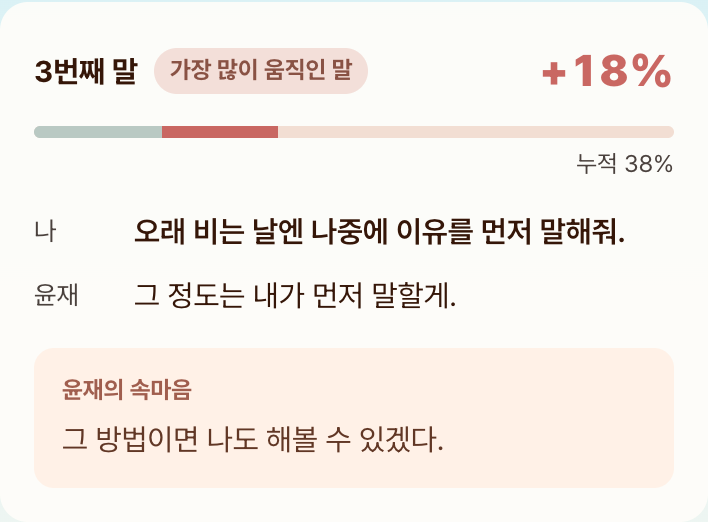 3번째 말 가장 많이 움직인 말 +18%
누적 38%
나 오래 비는 날엔 나중에 이유를 먼저 말해줘.
윤재 그 정도는 내가 먼저 말할게.
윤재의 속마음
그 방법이면 나도 해볼 수 있겠다.